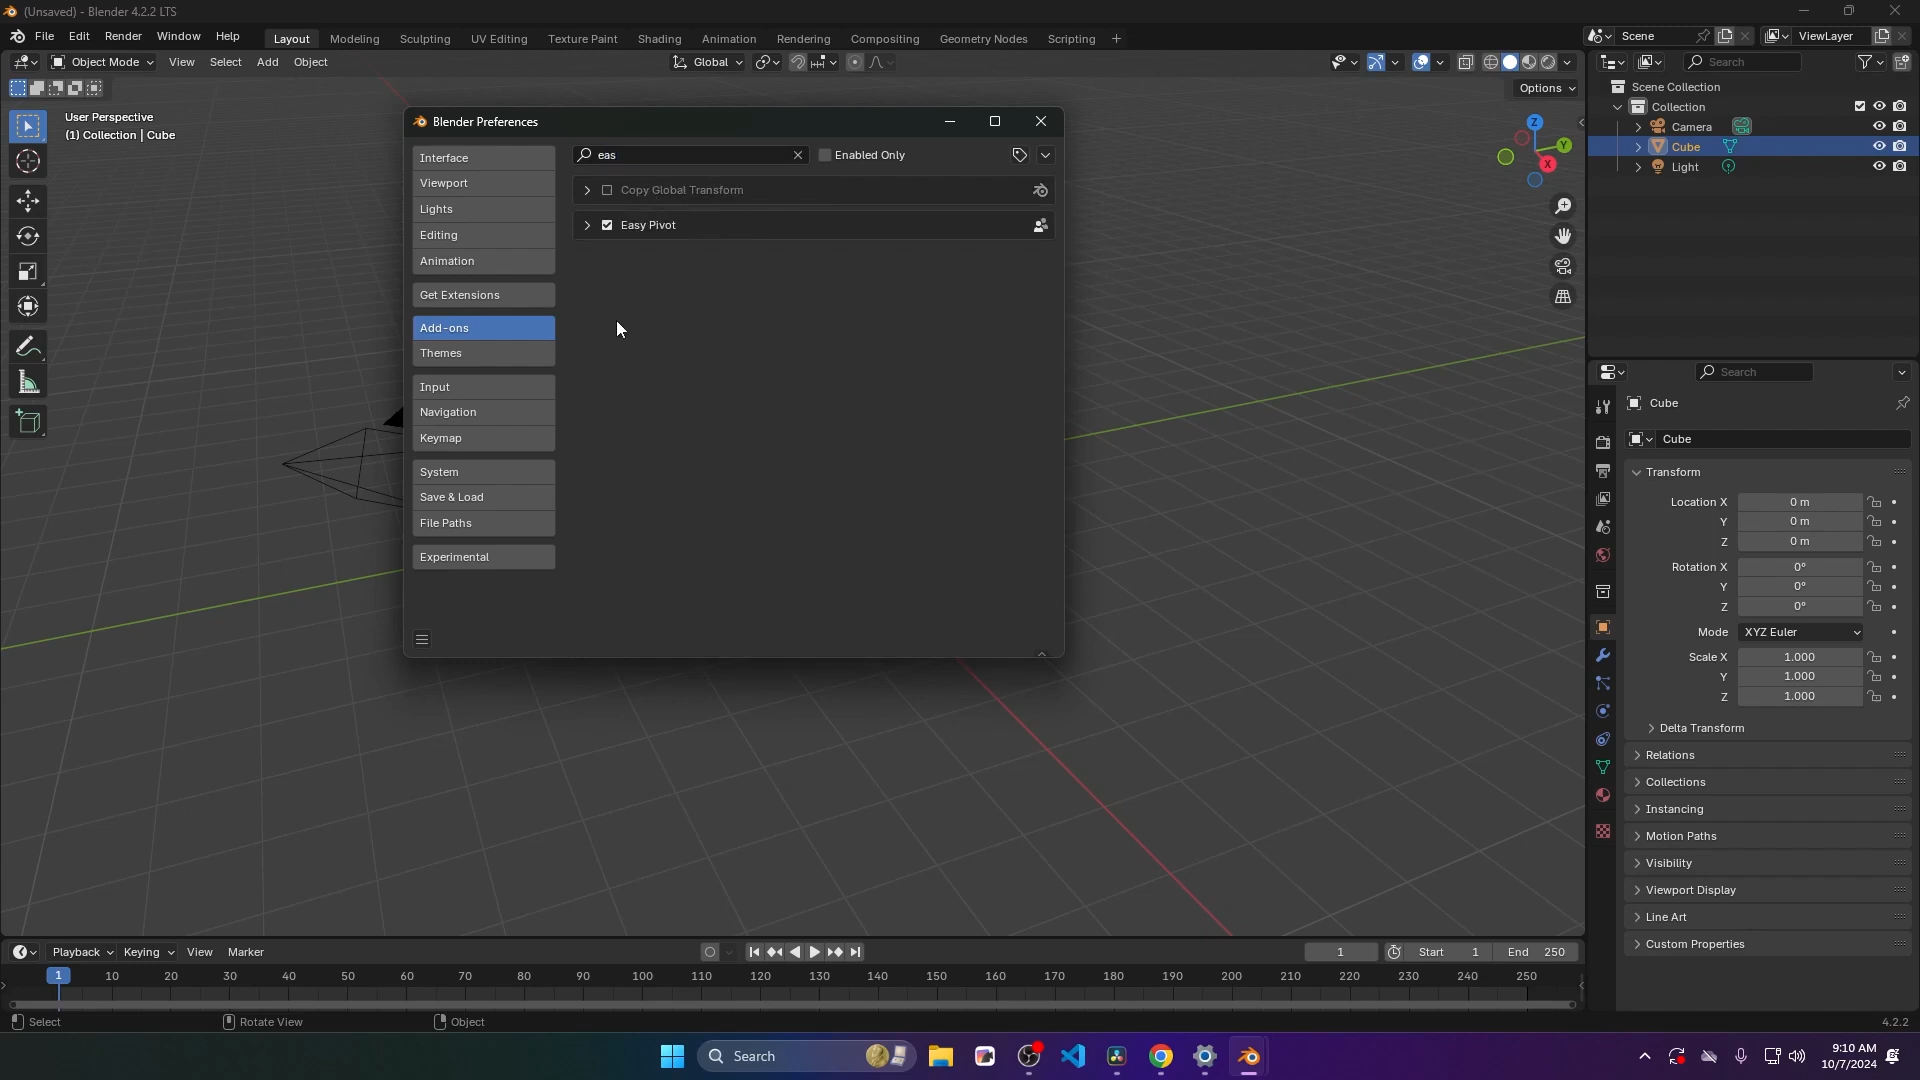 (Unsaved) - Blender 4.2.2 LTS
File Edit Render Window Help Layout Modeling Sculpting UV Editing Texture Paint Shading Animation Rendering Compositing Geometry Nodes Scripting + Scene ViewLayer
Object Mode View Select Add Object Global Search
Options
User Perspective
(1) Collection | Cube
Z
Y
X
Scene Collection
Collection
Camera
Cube
Light
Blender Preferences
Interface
Viewport
Lights
Editing
Animation
Get Extensions
Add-ons
Themes
Input
Navigation
Keymap
System
Save & Load
File Paths
Experimental
eas Enabled Only
Copy Global Transform
Easy Pivot
Search
Cube
Cube
Transform
Location X 0 m
Y 0 m
Z 0 m
Rotation X 0°
Y 0°
Z 0°
Mode XYZ Euler
Scale X 1.000
Y 1.000
Z 1.000
Delta Transform
Relations
Collections
Instancing
Motion Paths
Visibility
Viewport Display
Line Art
Custom Properties
Playback Keying View Marker 1 Start 1 End 250
1 10 20 30 40 50 60 70 80 90 100 110 120 130 140 150 160 170 180 190 200 210 220 230 240 250
Select Rotate View Object 4.2.2
Search
9:10 AM
10/7/2024